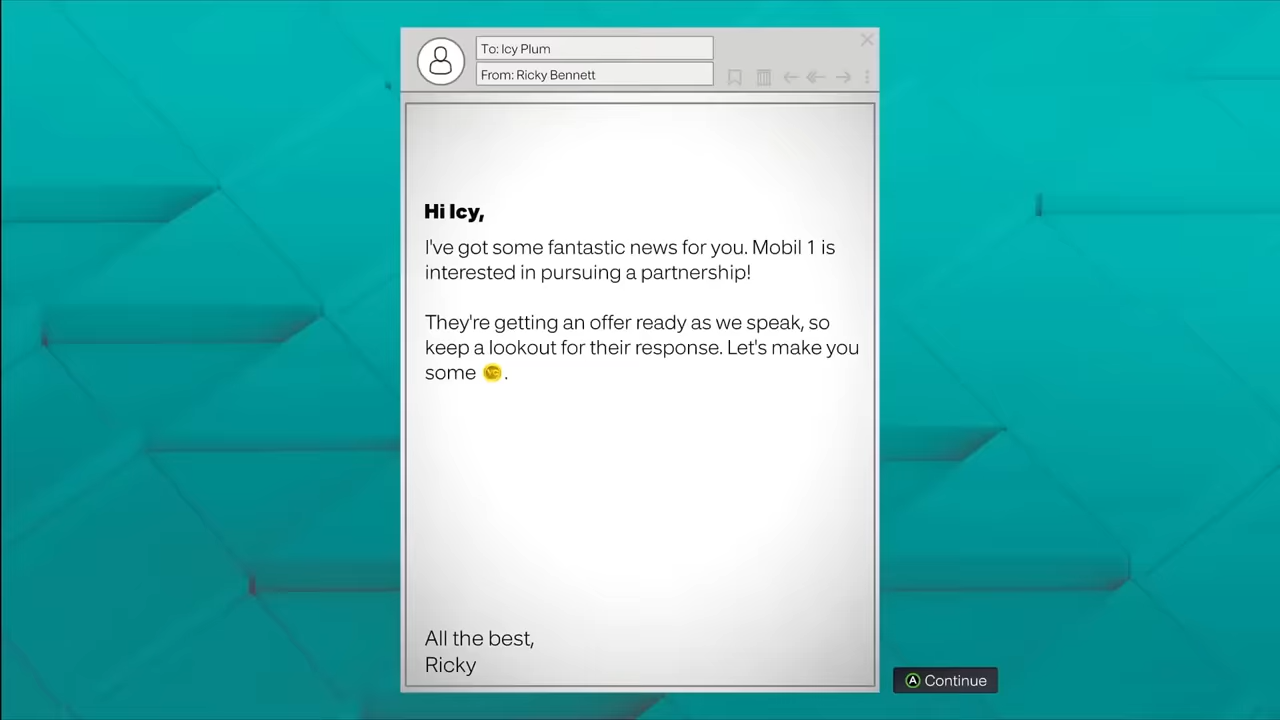 To: Icy Plum
From: Ricky Bennett
Hi Icy,
I've got some fantastic news for you. Mobil 1 is
interested in pursuing a partnership!
They're getting an offer ready as we speak, so
keep a lookout for their response. Let's make you
some VC.
All the best,
Ricky
A Continue